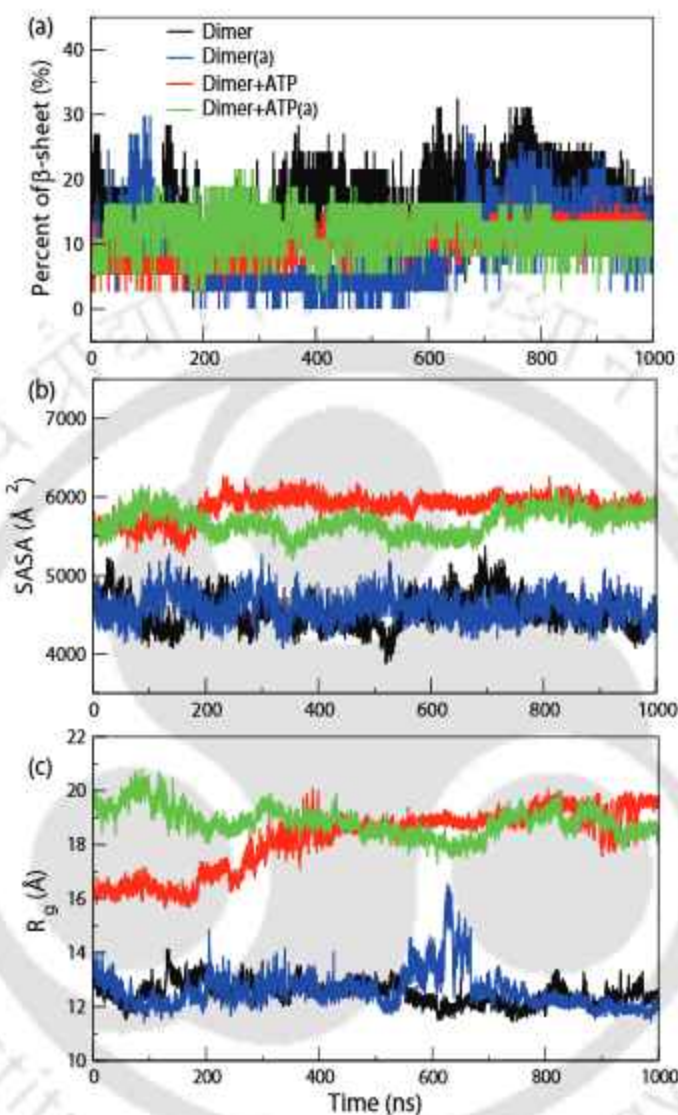 (a)
Dimer
Dimer(a)
Dimer+ATP
Dimer+ATP(a)
Percent of β-sheet (%)
40
30
20
10
0
0 200 400 600 800 1000
(b)
SASA (Å²)
7000
6000
5000
4000
0 200 400 600 800 1000
(c)
R_g (Å)
22
20
18
16
14
12
10
0 200 400 600 800 1000
Time (ns)